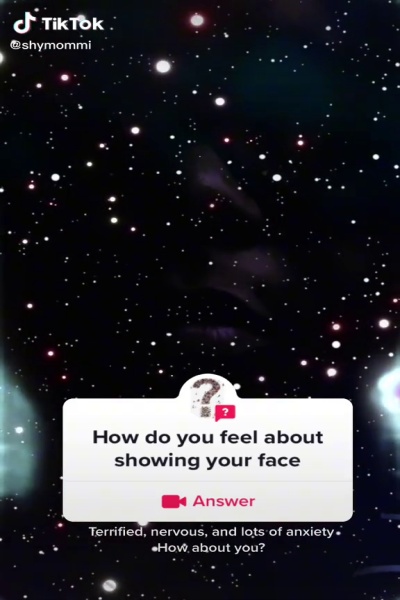 TikTok
@shymommi
?
?
How do you feel about
showing your face
Answer
Terrified, nervous, and lots of anxiety
How about you?